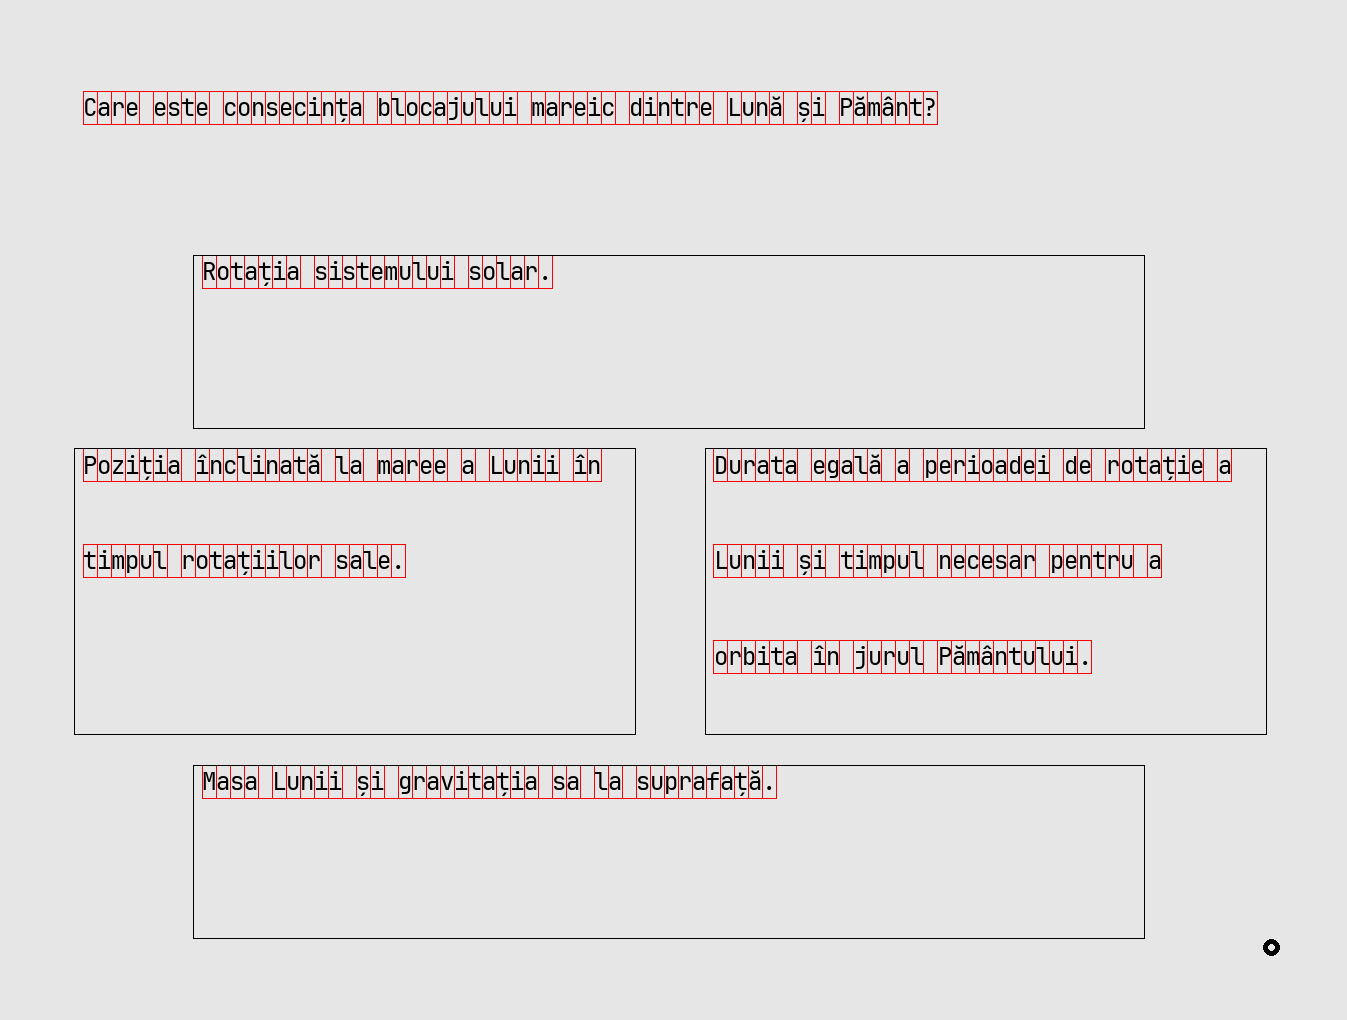 Care este consecința blocajului mareic dintre Lună și Pământ?
Rotația sistemului solar.
Poziția înclinată la maree a Lunii în
timpul rotațiilor sale.
Durata egală a perioadei de rotație a
Lunii și timpul necesar pentru a
orbita în jurul Pământului.
Masa Lunii și gravitația sa la suprafață.